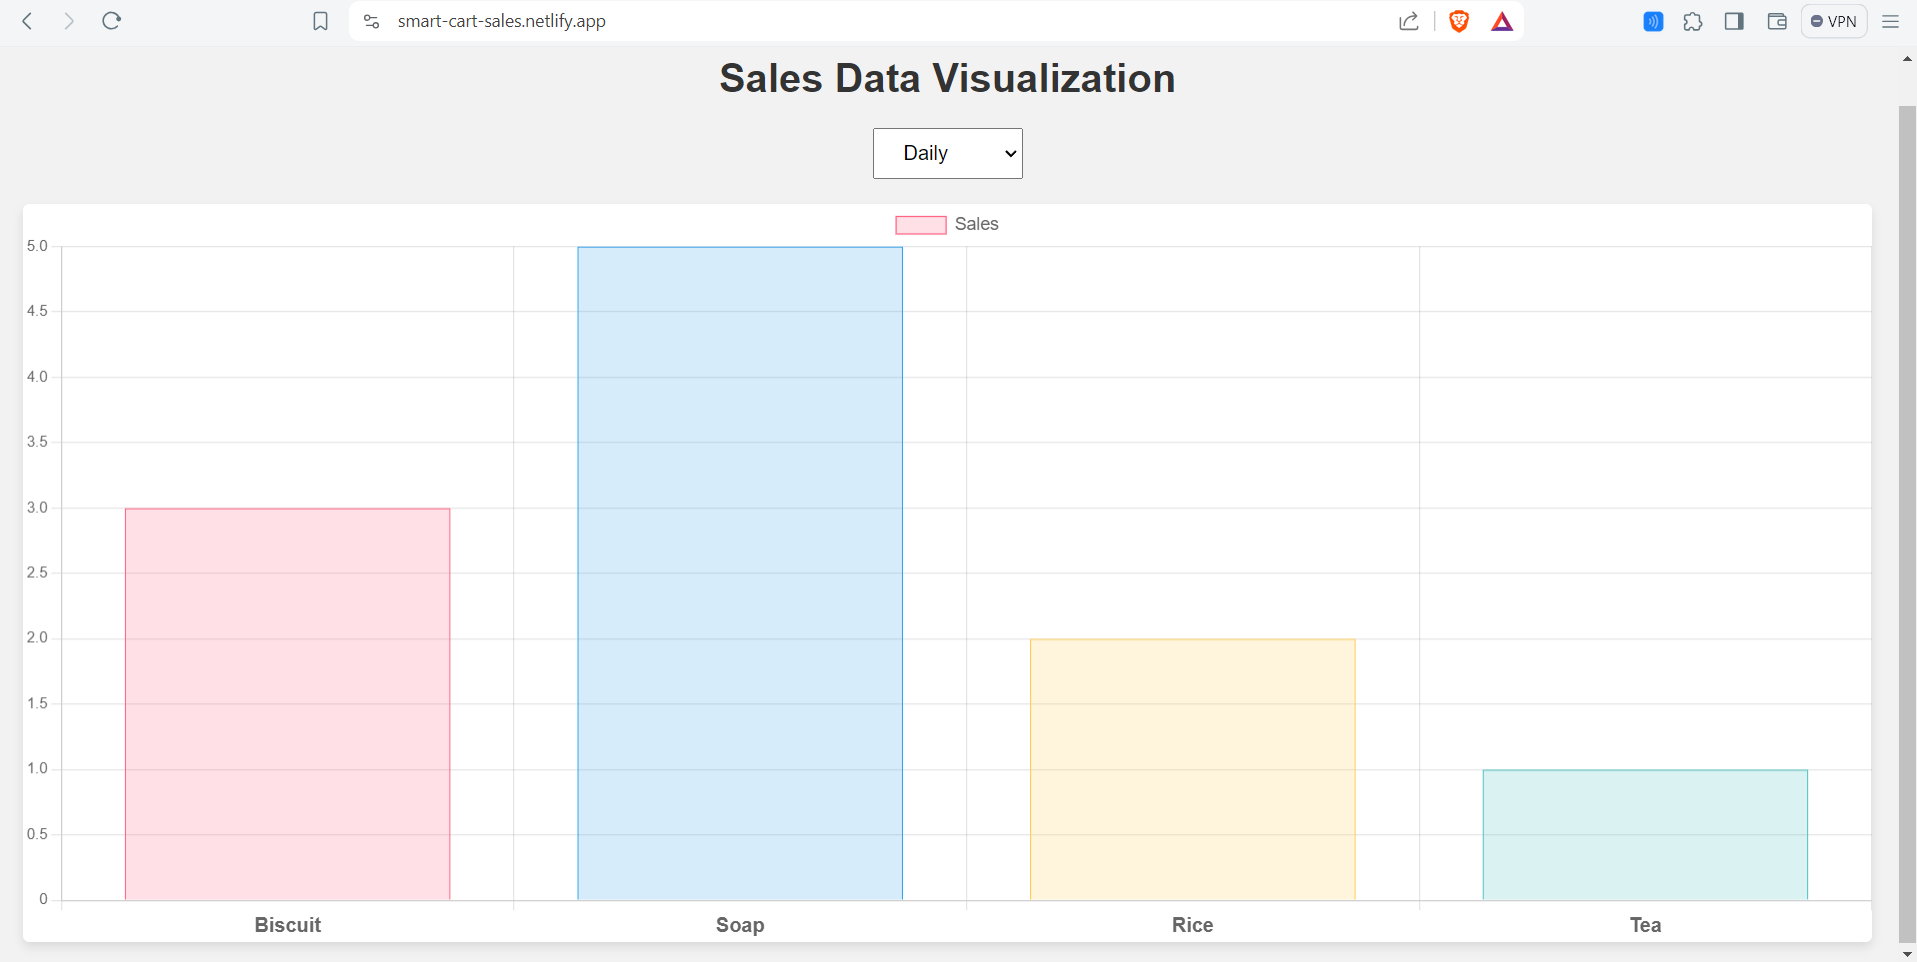 smart-cart-sales.netlify.app
VPN
Sales Data Visualization
Daily
Sales
5.0
4.5
4.0
3.5
3.0
2.5
2.0
1.5
1.0
0.5
0
Biscuit Soap Rice Tea